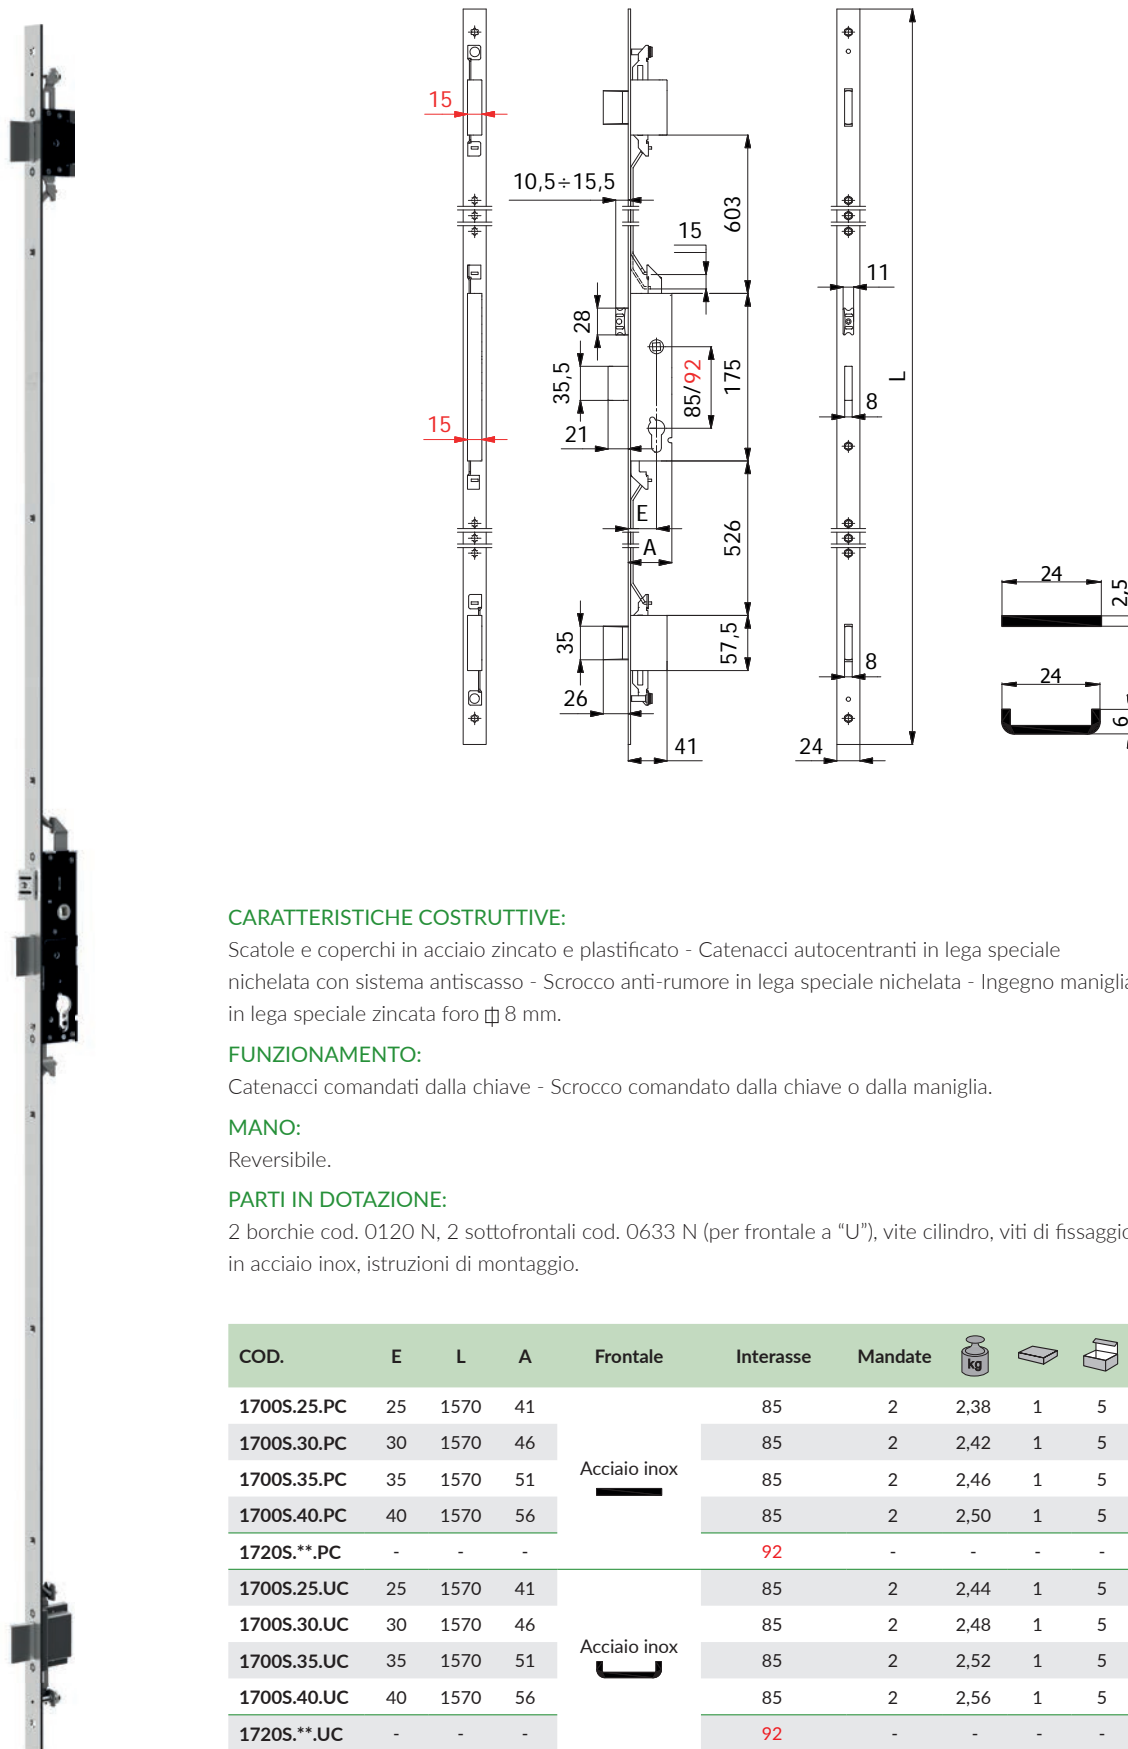 15
10,5÷15,5
603
15
11
28
35,5
85/92
175
L
8
15
21
E
A
526
24
2,5
35
57,5
8
24
6
26
41
24
CARATTERISTICHE COSTRUTTIVE:
Scatole e coperchi in acciaio zincato e plastificato - Catenacci autocentranti in lega speciale
nichelata con sistema antiscasso - Scrocco anti-rumore in lega speciale nichelata - Ingegno maniglia
in lega speciale zincata foro 8 mm.
FUNZIONAMENTO:
Catenacci comandati dalla chiave - Scrocco comandato dalla chiave o dalla maniglia.
MANO:
Reversibile.
PARTI IN DOTAZIONE:
2 borchie cod. 0120 N, 2 sottofrontali cod. 0633 N (per frontale a “U”), vite cilindro, viti di fissaggio
in acciaio inox, istruzioni di montaggio.
COD. E L A Frontale Interasse Mandate kg
1700S.25.PC 25 1570 41 85 2 2,38 1 5
1700S.30.PC 30 1570 46 85 2 2,42 1 5
Acciaio inox
1700S.35.PC 35 1570 51 85 2 2,46 1 5
1700S.40.PC 40 1570 56 85 2 2,50 1 5
1720S.**.PC - - - 92 - - - -
1700S.25.UC 25 1570 41 85 2 2,44 1 5
1700S.30.UC 30 1570 46 85 2 2,48 1 5
Acciaio inox
1700S.35.UC 35 1570 51 85 2 2,52 1 5
1700S.40.UC 40 1570 56 85 2 2,56 1 5
1720S.**.UC - - - 92 - - - -